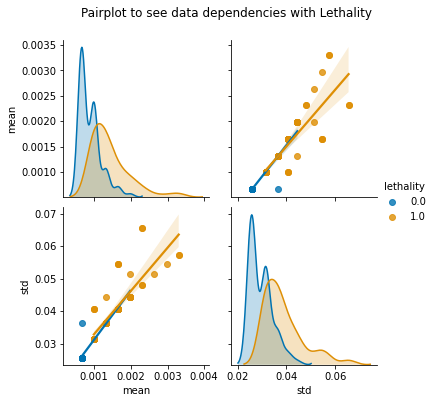 Pairplot to see data dependencies with Lethality
0.0035
0.0030
0.0025
0.0020
0.0015
0.0010
mean
lethality
0.0
1.0
0.07
0.06
0.05
0.04
0.03
std
0.001 0.002 0.003 0.004
mean
0.02 0.04 0.06
std